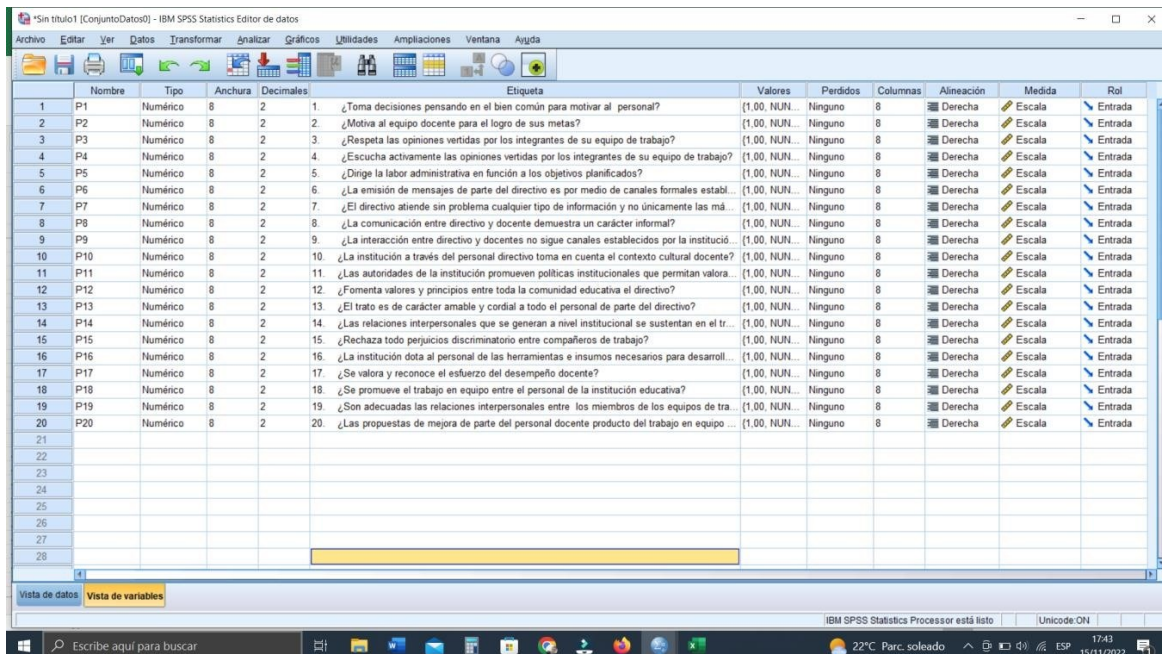 *Sin título1 [ConjuntoDatos0] - IBM SPSS Statistics Editor de datos
Archivo Editar Ver Datos Transformar Analizar Gráficos Utilidades Ampliaciones Ventana Ayuda
Nombre Tipo Anchura Decimales Etiqueta Valores Perdidos Columnas Alineación Medida Rol
1 P1 Numérico 8 2 1. ¿Toma decisiones pensando en el bien común para motivar al personal? {1,00, NUN... Ninguno 8 Derecha Escala Entrada
2 P2 Numérico 8 2 2. ¿Motiva al equipo docente para el logro de sus metas? {1,00, NUN... Ninguno 8 Derecha Escala Entrada
3 P3 Numérico 8 2 3. ¿Respeta las opiniones vertidas por los integrantes de su equipo de trabajo? {1,00, NUN... Ninguno 8 Derecha Escala Entrada
4 P4 Numérico 8 2 4. ¿Escucha activamente las opiniones vertidas por los integrantes de su equipo de trabajo? {1,00, NUN... Ninguno 8 Derecha Escala Entrada
5 P5 Numérico 8 2 5. ¿Dirige la labor administrativa en función a los objetivos planificados? {1,00, NUN... Ninguno 8 Derecha Escala Entrada
6 P6 Numérico 8 2 6. ¿La emisión de mensajes de parte del directivo es por medio de canales formales establ... {1,00, NUN... Ninguno 8 Derecha Escala Entrada
7 P7 Numérico 8 2 7. ¿El directivo atiende sin problema cualquier tipo de información y no únicamente las má... {1,00, NUN... Ninguno 8 Derecha Escala Entrada
8 P8 Numérico 8 2 8. ¿La comunicación entre directivo y docente demuestra un carácter informal? {1,00, NUN... Ninguno 8 Derecha Escala Entrada
9 P9 Numérico 8 2 9. ¿La interacción entre directivo y docentes no sigue canales establecidos por la institució... {1,00, NUN... Ninguno 8 Derecha Escala Entrada
10 P10 Numérico 8 2 10. ¿La institución a través del personal directivo toma en cuenta el contexto cultural docente? {1,00, NUN... Ninguno 8 Derecha Escala Entrada
11 P11 Numérico 8 2 11. ¿Las autoridades de la institución promueven políticas institucionales que permitan valora... {1,00, NUN... Ninguno 8 Derecha Escala Entrada
12 P12 Numérico 8 2 12. ¿Fomenta valores y principios entre toda la comunidad educativa el directivo? {1,00, NUN... Ninguno 8 Derecha Escala Entrada
13 P13 Numérico 8 2 13. ¿El trato es de carácter amable y cordial a todo el personal de parte del directivo? {1,00, NUN... Ninguno 8 Derecha Escala Entrada
14 P14 Numérico 8 2 14. ¿Las relaciones interpersonales que se generan a nivel institucional se sustentan en el tr... {1,00, NUN... Ninguno 8 Derecha Escala Entrada
15 P15 Numérico 8 2 15. ¿Rechaza todo perjuicios discriminatorio entre compañeros de trabajo? {1,00, NUN... Ninguno 8 Derecha Escala Entrada
16 P16 Numérico 8 2 16. ¿La institución dota al personal de las herramientas e insumos necesarios para desarroll... {1,00, NUN... Ninguno 8 Derecha Escala Entrada
17 P17 Numérico 8 2 17. ¿Se valora y reconoce el esfuerzo del desempeño docente? {1,00, NUN... Ninguno 8 Derecha Escala Entrada
18 P18 Numérico 8 2 18. ¿Se promueve el trabajo en equipo entre el personal de la institución educativa? {1,00, NUN... Ninguno 8 Derecha Escala Entrada
19 P19 Numérico 8 2 19. ¿Son adecuadas las relaciones interpersonales entre los miembros de los equipos de tra... {1,00, NUN... Ninguno 8 Derecha Escala Entrada
20 P20 Numérico 8 2 20. ¿Las propuestas de mejora de parte del personal docente producto del trabajo en equipo ... {1,00, NUN... Ninguno 8 Derecha Escala Entrada
21
22
23
24
25
26
27
28
Vista de datos Vista de variables
IBM SPSS Statistics Processor está listo Unicode:ON
Escribe aquí para buscar 22°C Parc. soleado ESP 17:43
15/11/2022